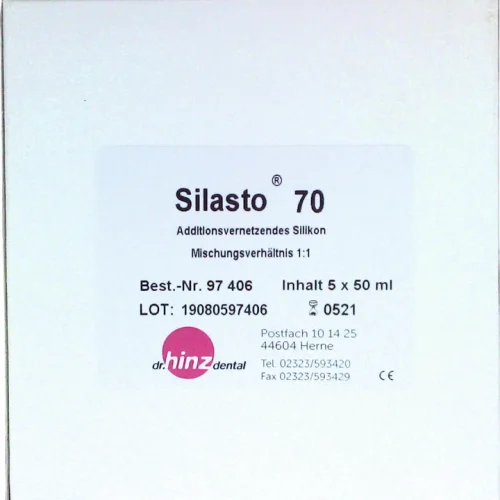 Silasto® 70
Additionsvernetzendes Silikon
Mischungsverhältnis 1:1
Best.-Nr. 97 406 Inhalt 5 x 50 ml
LOT: 19080597406 0521
Postfach 10 14 25
44604 Herne
dr. hinz dental
Tel. 02323/593420
Fax 02323/593429 CE